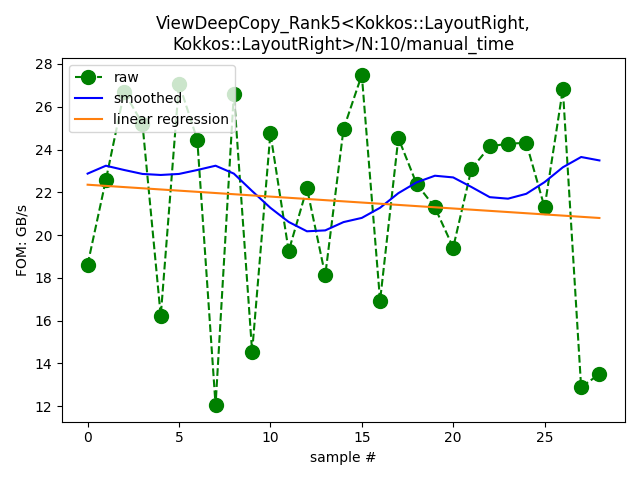 ViewDeepCopy_Rank5<Kokkos::LayoutRight,
Kokkos::LayoutRight>/N:10/manual_time
raw
smoothed
linear regression
FOM: GB/s
28
26
24
22
20
18
16
14
12
0
5
10
15
20
25
sample #